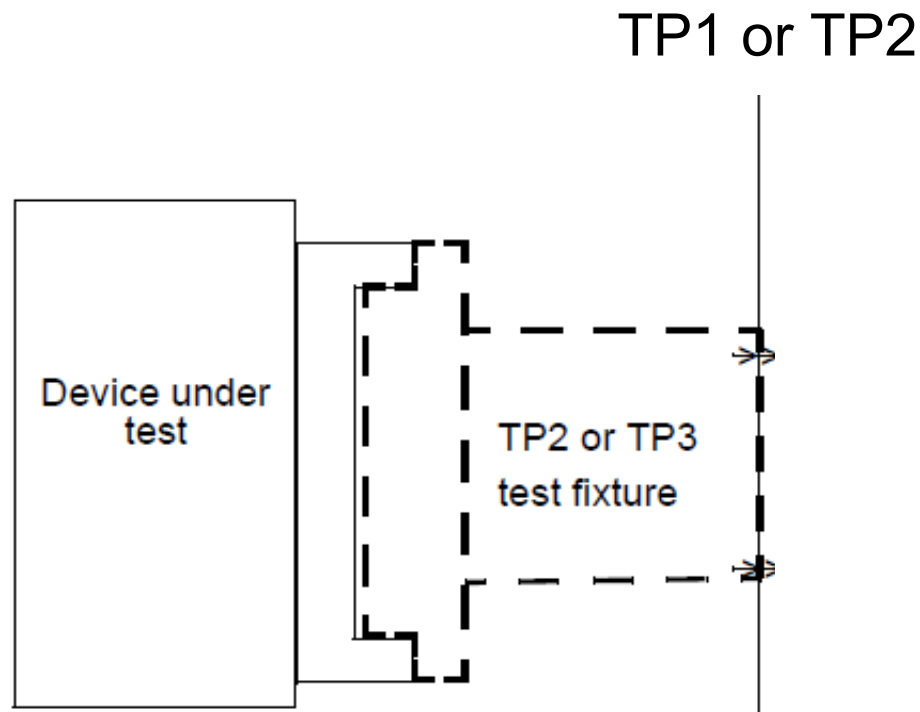 TP1 or TP2
Device under
test
TP2 or TP3
test fixture